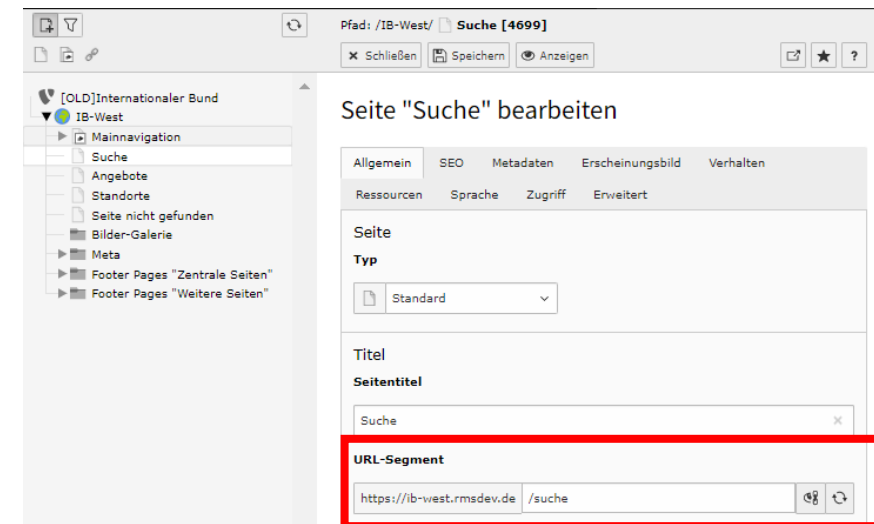 Pfad: /IB-West/ Suche [4699]
Schließen Speichern Anzeigen ?
[OLD]Internationaler Bund
IB-West
Mainnavigation
Suche
Angebote
Standorte
Seite nicht gefunden
Bilder-Galerie
Meta
Footer Pages "Zentrale Seiten"
Footer Pages "Weitere Seiten"
Seite "Suche" bearbeiten
Allgemein SEO Metadaten Erscheinungsbild Verhalten
Ressourcen Sprache Zugriff Erweitert
Seite
Typ
Standard
Titel
Seitentitel
Suche
URL-Segment
https://ib-west.rmsdev.de /suche